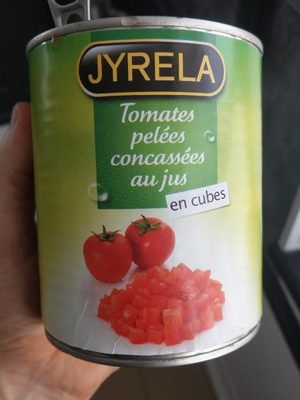 JYRELA
Tomates
pelées
concassées
au jus
en cubes